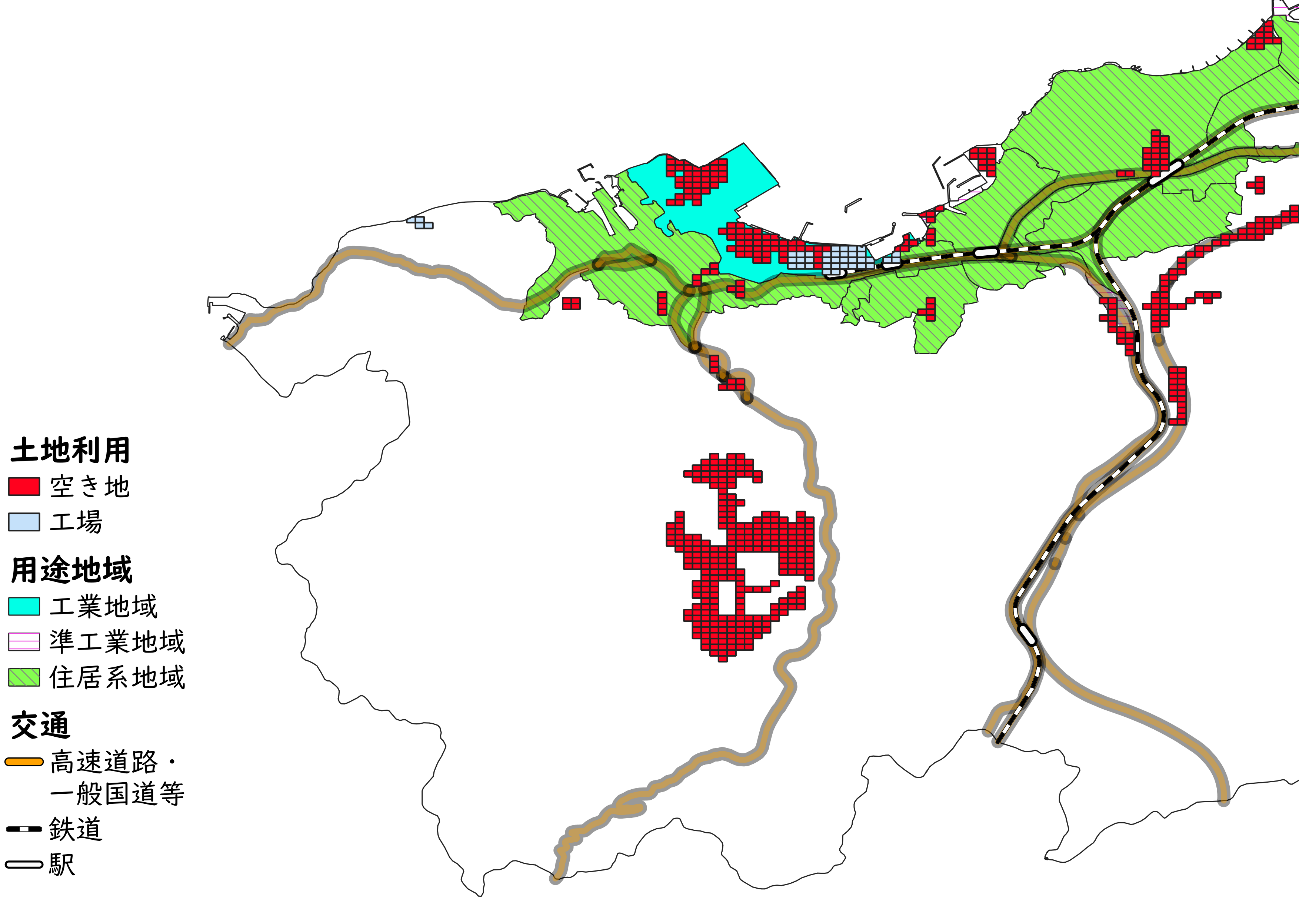 土地利用
空き地
工場
用途地域
工業地域
準工業地域
住居系地域
交通
高速道路・
一般国道等
鉄道
駅